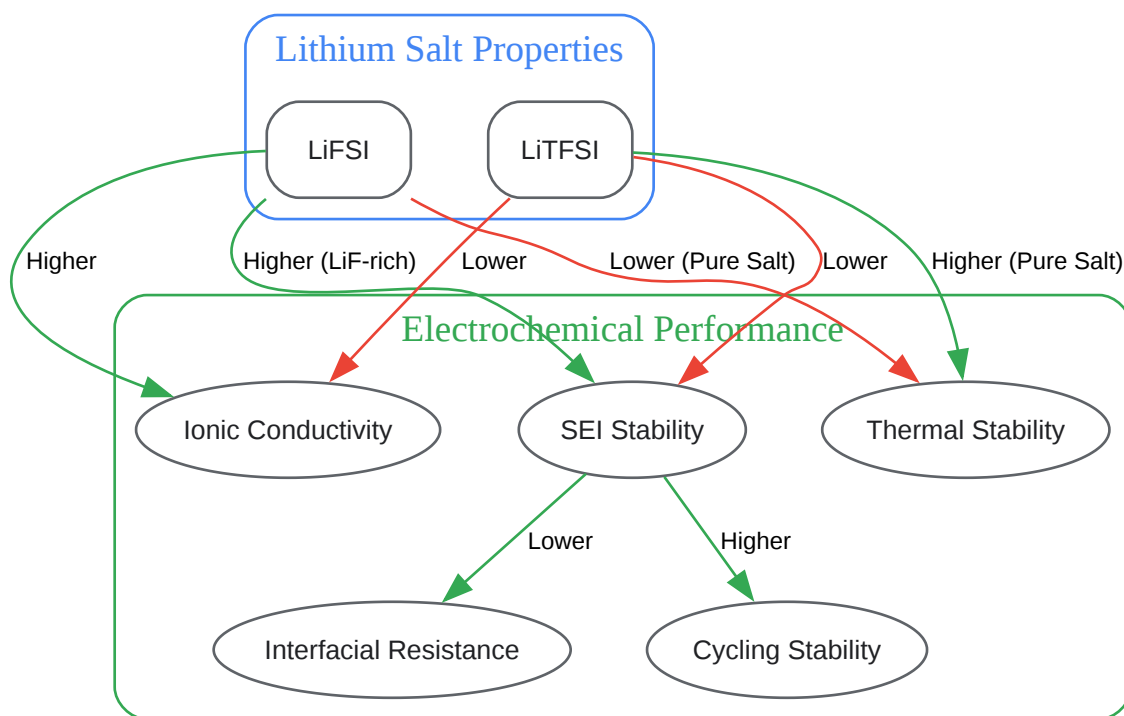 Lithium Salt Properties
LiFSI
LiTFSI
Higher
Higher (LiF-rich)
Lower
Lower (Pure Salt)
Lower
Higher (Pure Salt)
Electrochemical Performance
Ionic Conductivity
SEI Stability
Thermal Stability
Lower
Higher
Interfacial Resistance
Cycling Stability